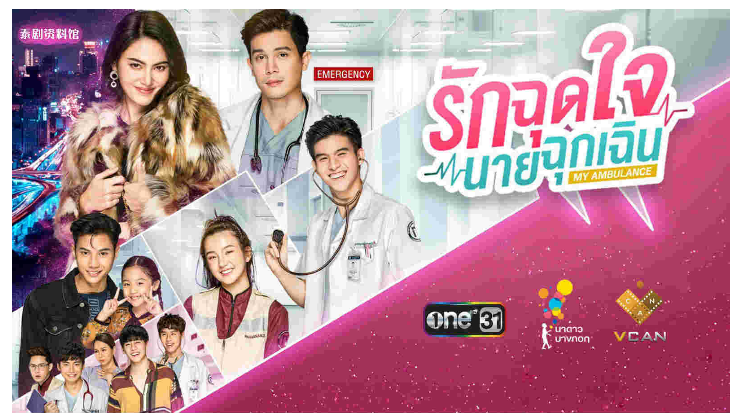 泰剧资料馆
EMERGENCY
รักฉุดใจ
นายฉุกเฉิน
MY AMBULANCE
one 31
นาดาว
บางกอก
CAN
VCAN